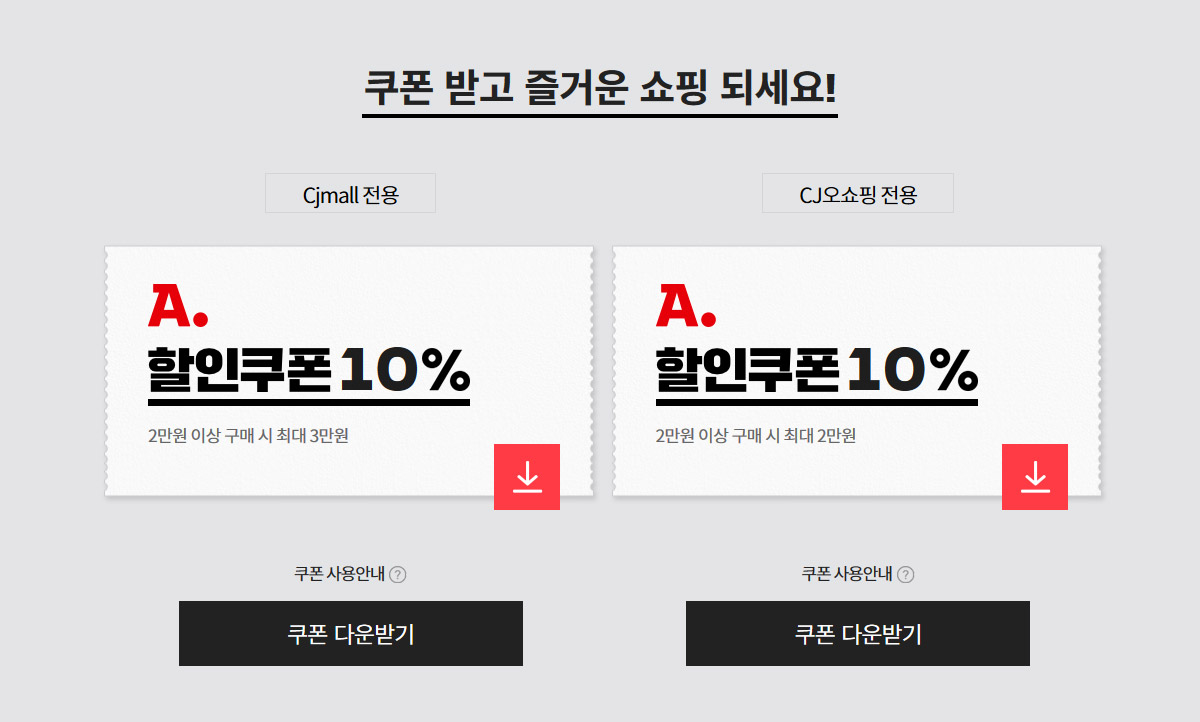 쿠폰 받고 즐거운 쇼핑 되세요!
Cjmall 전용
A.
할인쿠폰 10%
2만원 이상 구매 시 최대 3만원
쿠폰 사용안내 ?
쿠폰 다운받기
CJ오쇼핑 전용
A.
할인쿠폰 10%
2만원 이상 구매 시 최대 2만원
쿠폰 사용안내 ?
쿠폰 다운받기